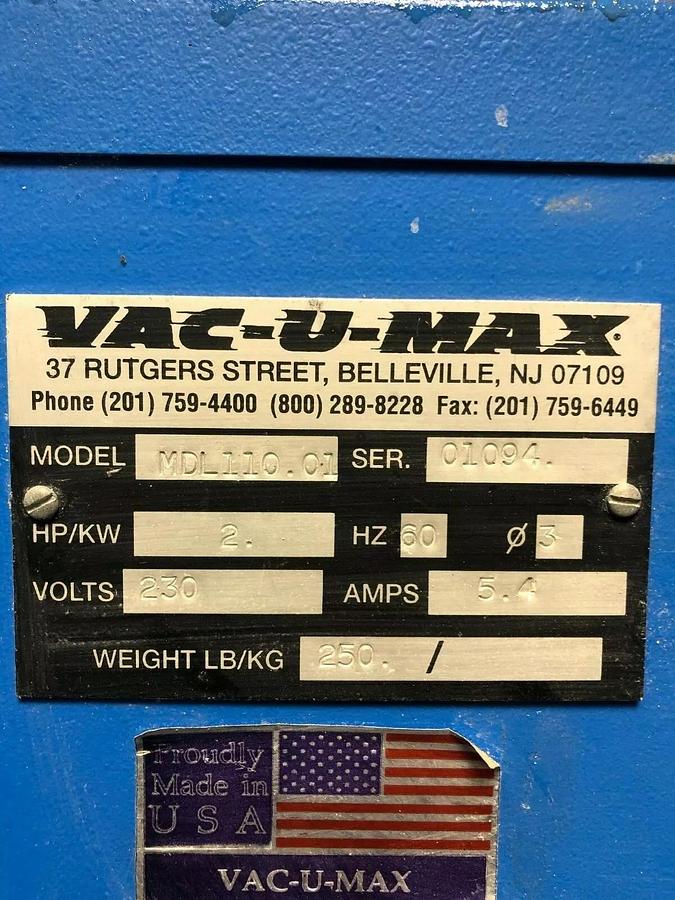 VAC-U-MAX
37 RUTGERS STREET, BELLEVILLE, NJ 07109
Phone (201) 759-4400 (800) 289-8228 Fax: (201) 759-6449
MODEL MDL110.01 SER. 01094.
HP/KW 2. HZ 60 Ø 3
VOLTS 230 AMPS 5.4
WEIGHT LB/KG 250. /
Proudly
Made in
USA
VAC-U-MAX